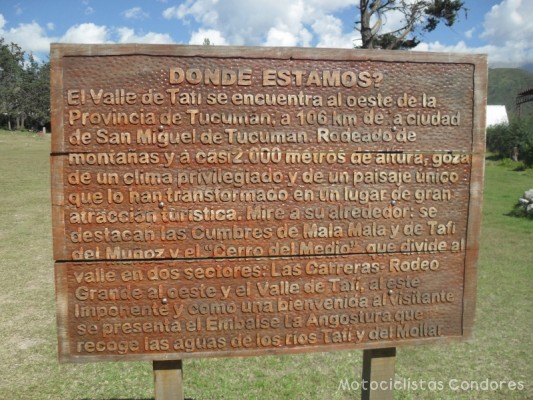 DONDE ESTAMOS?
El Valle de Tafí se encuentra al oeste de la
Provincia de Tucumán, a 106 km de, a ciudad
de San Miguel de Tucumán. Rodeado de
montañas y a casi 2.000 métros de altura, goza
de un clima privilegiado y de un paisaje único
que lo han transformado en un lugar de gran
atracción turística. Mire a su alrededor: se
destacan las Cumbres de Mala Mala y de Tafi
del Muñoz y el "Cerro del Medio" que divide al
valle en dos sectores: Las Carreras- Rodeo
Grande al oeste y el Valle de Tafí, al este
Imponente y como una bienvenida al Visitante
se presenta el Embalse La Angostura que
recoge las aguas de los ríos Tafí y del Mollar
Motociclistas Condores